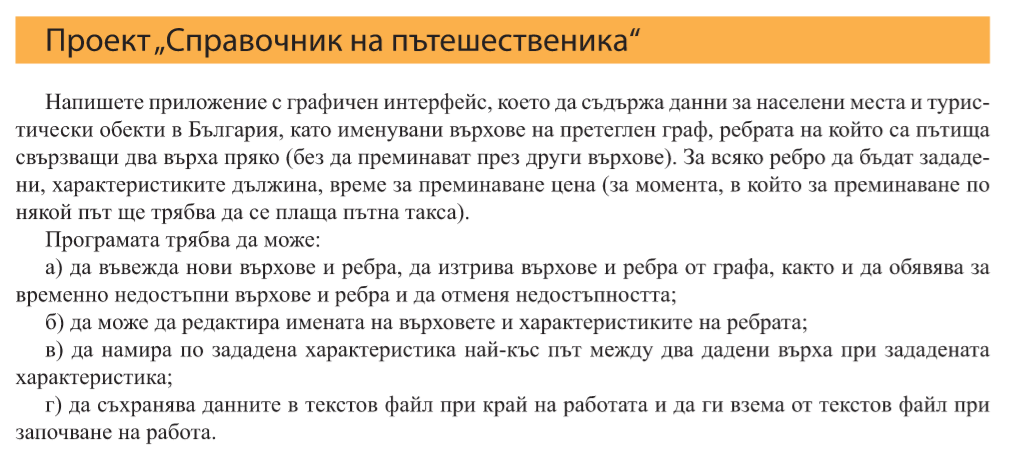 Проект „Справочник на пътешественика“
Напишете приложение с графичен интерфейс, което да съдържа данни за населени места и турис-
тически обекти в България, като именувани върхове на претеглен граф, ребрата на който са пътища
свързващи два върха пряко (без да преминават през други върхове). За всяко ребро да бъдат зададе-
ни, характеристиките дължина, време за преминаване цена (за момента, в който за преминаване по
някой път ще трябва да се плаща пътна такса).
Програмата трябва да може:
а) да въвежда нови върхове и ребра, да изтрива върхове и ребра от графа, както и да обявява за
временно недостъпни върхове и ребра и да отменя недостъпността;
б) да може да редактира имената на върховете и характеристиките на ребрата;
в) да намира по зададена характеристика най-къс път между два дадени върха при зададената
характеристика;
г) да съхранява данните в текстов файл при край на работата и да ги взема от текстов файл при
започване на работа.